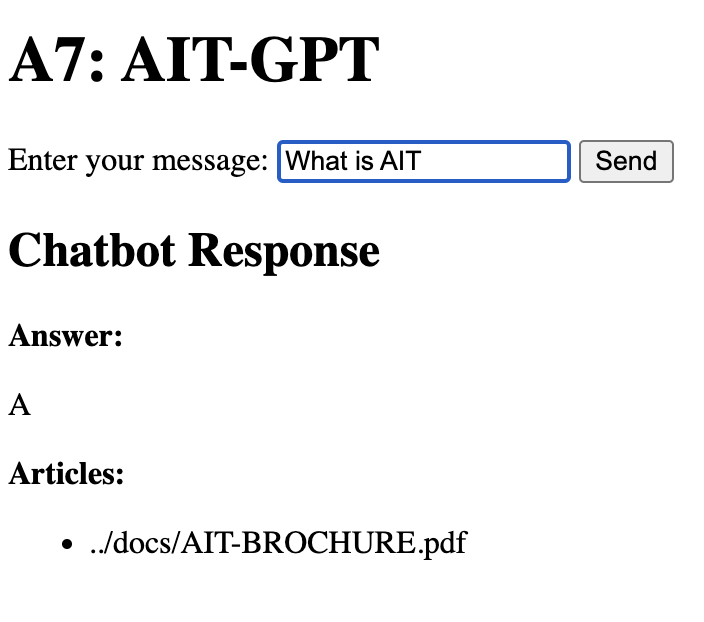 A7: AIT-GPT
Enter your message: What is AIT Send
Chatbot Response
Answer:
A
Articles:
• ../docs/AIT-BROCHURE.pdf